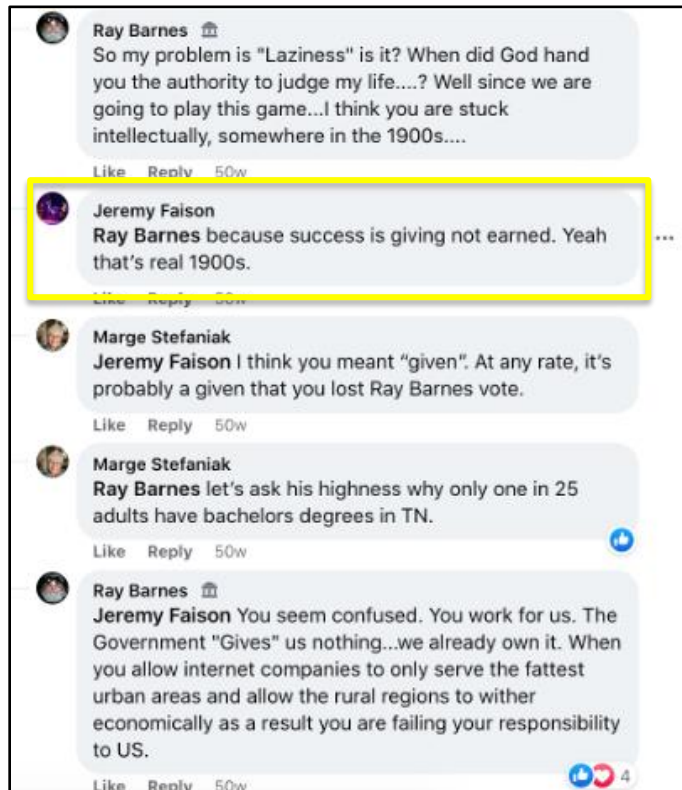 Ray Barnes
So my problem is "Laziness" is it? When did God hand
you the authority to judge my life....? Well since we are
going to play this game...I think you are stuck
intellectually, somewhere in the 1900s....
Like Reply 50w
Jeremy Faison
Ray Barnes because success is giving not earned. Yeah
that's real 1900s.
Like Reply 50w
Marge Stefaniak
Jeremy Faison I think you meant “given”. At any rate, it's
probably a given that you lost Ray Barnes vote.
Like Reply 50w
Marge Stefaniak
Ray Barnes let's ask his highness why only one in 25
adults have bachelors degrees in TN.
Like Reply 50w
Ray Barnes
Jeremy Faison You seem confused. You work for us. The
Government "Gives" us nothing...we already own it. When
you allow internet companies to only serve the fattest
urban areas and allow the rural regions to wither
economically as a result you are failing your responsibility
to US.
4
Like Reply 50w